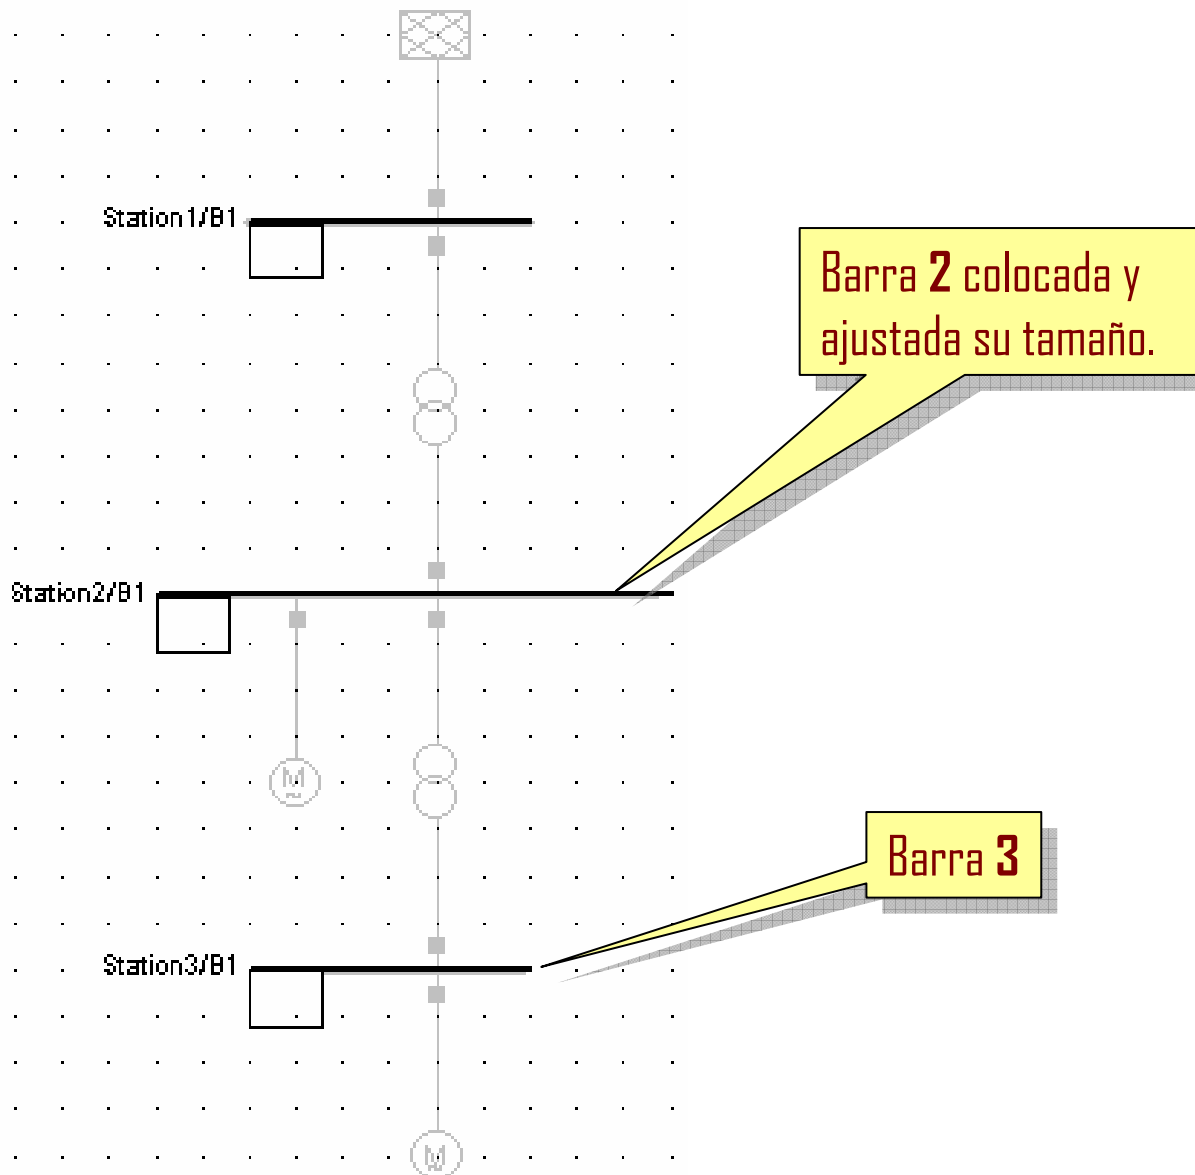 Station1/B1
Barra 2 colocada y
ajustada su tamaño.
Station2/B1
M
Barra 3
Station3/B1
M